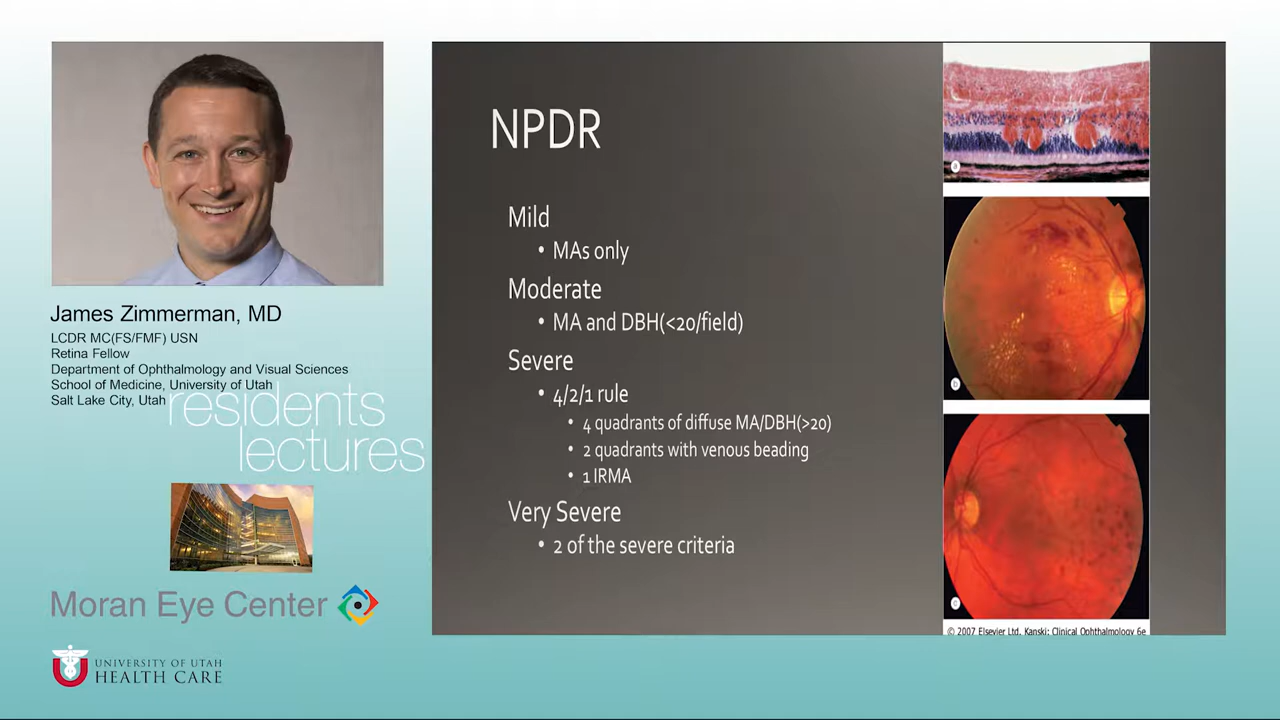 James Zimmerman, MD
LCDR MC(FS/FMF) USN
Retina Fellow
Department of Ophthalmology and Visual Sciences
School of Medicine, University of Utah
Salt Lake City, Utah
residents
lectures
Moran Eye Center
UNIVERSITY OF UTAH
HEALTH CARE
NPDR
Mild
• MAs only
Moderate
• MA and DBH(<20/field)
Severe
• 4/2/1 rule
• 4 quadrants of diffuse MA/DBH(>20)
• 2 quadrants with venous beading
• 1 IRMA
Very Severe
• 2 of the severe criteria
a
b
c
© 2007 Elsevier Ltd. Kanski: Clinical Ophthalmology 6e